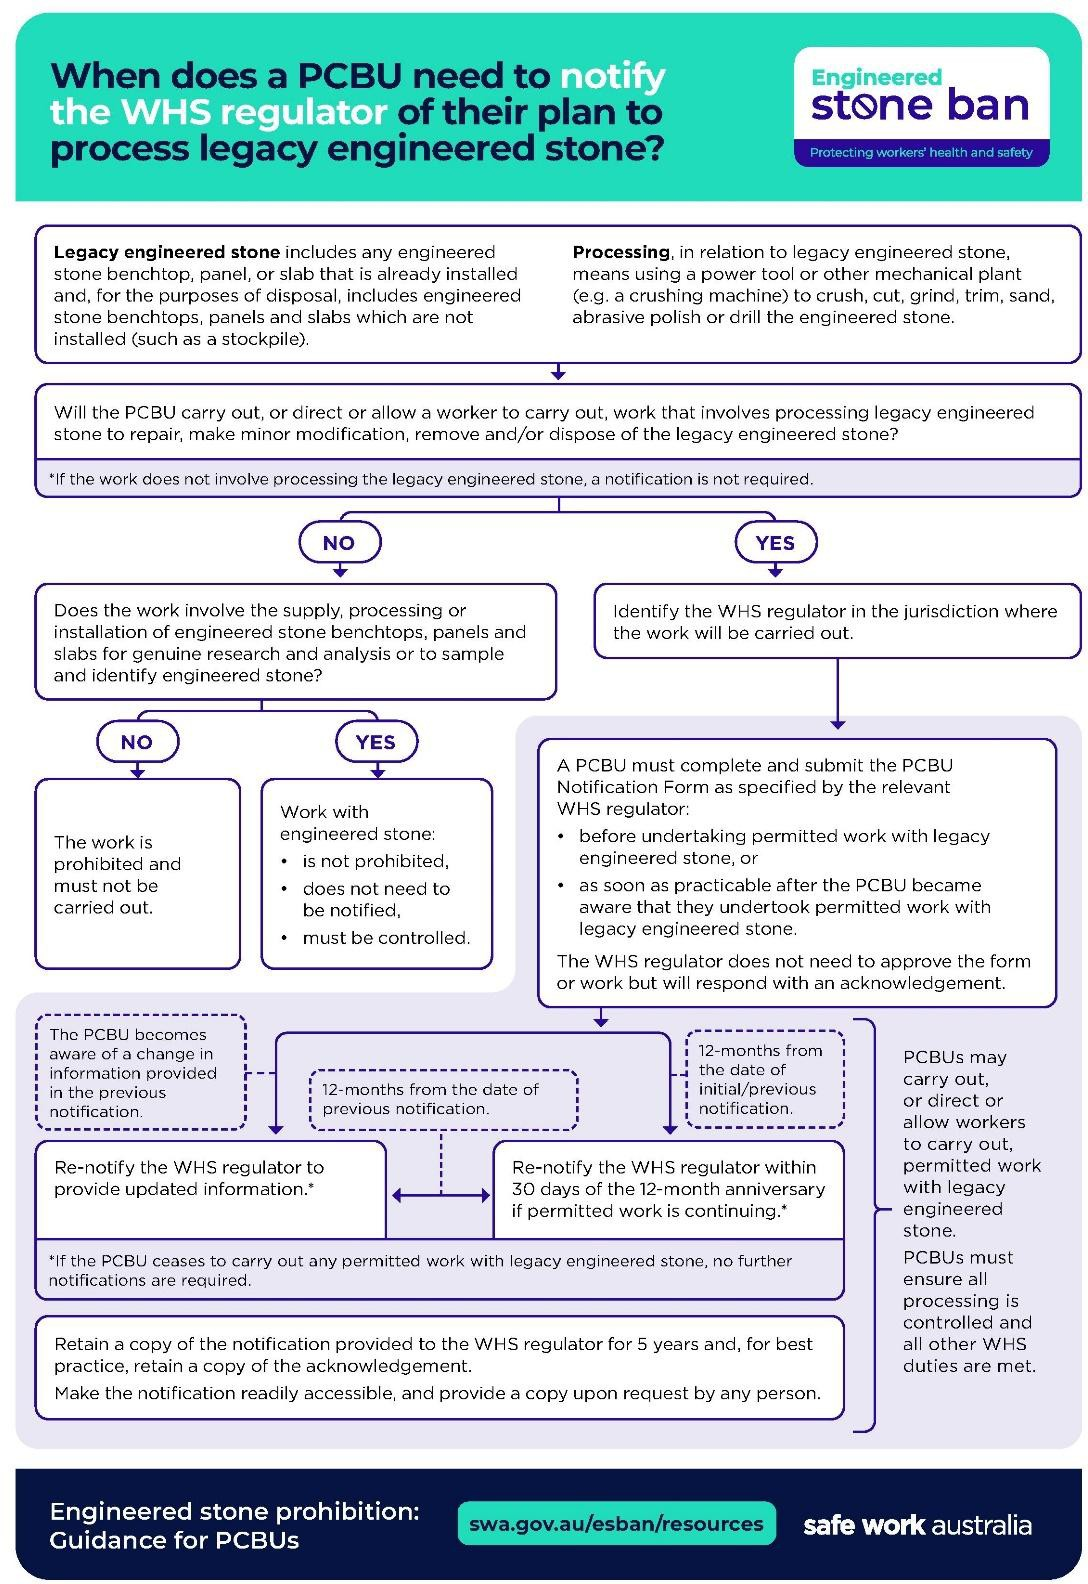 When does a PCBU need to notify
the WHS regulator of their plan to
process legacy engineered stone?
Engineered
stone ban
Protecting workers' health and safety
Legacy engineered stone includes any engineered
stone benchtop, panel, or slab that is already installed
and, for the purposes of disposal, includes engineered
stone benchtops, panels and slabs which are not
installed (such as a stockpile).
Processing, in relation to legacy engineered stone,
means using a power tool or other mechanical plant
(e.g. a crushing machine) to crush, cut, grind, trim, sand,
abrasive polish or drill the engineered stone.
Will the PCBU carry out, or direct or allow a worker to carry out, work that involves processing legacy engineered
stone to repair, make minor modification, remove and/or dispose of the legacy engineered stone?
*If the work does not involve processing the legacy engineered stone, a notification is not required.
NO
YES
Does the work involve the supply, processing or
installation of engineered stone benchtops, panels and
slabs for genuine research and analysis or to sample
and identify engineered stone?
Identify the WHS regulator in the jurisdiction where
the work will be carried out.
NO
YES
The work is
prohibited and
must not be
carried out.
Work with
engineered stone:
• is not prohibited,
• does not need to
be notified,
• must be controlled.
A PCBU must complete and submit the PCBU
Notification Form as specified by the relevant
WHS regulator:
• before undertaking permitted work with legacy
engineered stone, or
• as soon as practicable after the PCBU became
aware that they undertook permitted work with
legacy engineered stone.
The WHS regulator does not need to approve the form
or work but will respond with an acknowledgement.
The PCBU becomes
aware of a change in
information provided
in the previous
notification.
12-months from the date of
previous notification.
12-months from
the date of
initial/previous
notification.
Re-notify the WHS regulator to
provide updated information.*
Re-notify the WHS regulator within
30 days of the 12-month anniversary
if permitted work is continuing.*
*If the PCBU ceases to carry out any permitted work with legacy engineered stone, no further
notifications are required.
Retain a copy of the notification provided to the WHS regulator for 5 years and, for best
practice, retain a copy of the acknowledgement.
Make the notification readily accessible, and provide a copy upon request by any person.
PCBUs may
carry out,
or direct or
allow workers
to carry out,
permitted work
with legacy
engineered
stone.
PCBUs must
ensure all
processing is
controlled and
all other WHS
duties are met.
Engineered stone prohibition:
Guidance for PCBUs
swa.gov.au/esban/resources
safe work australia